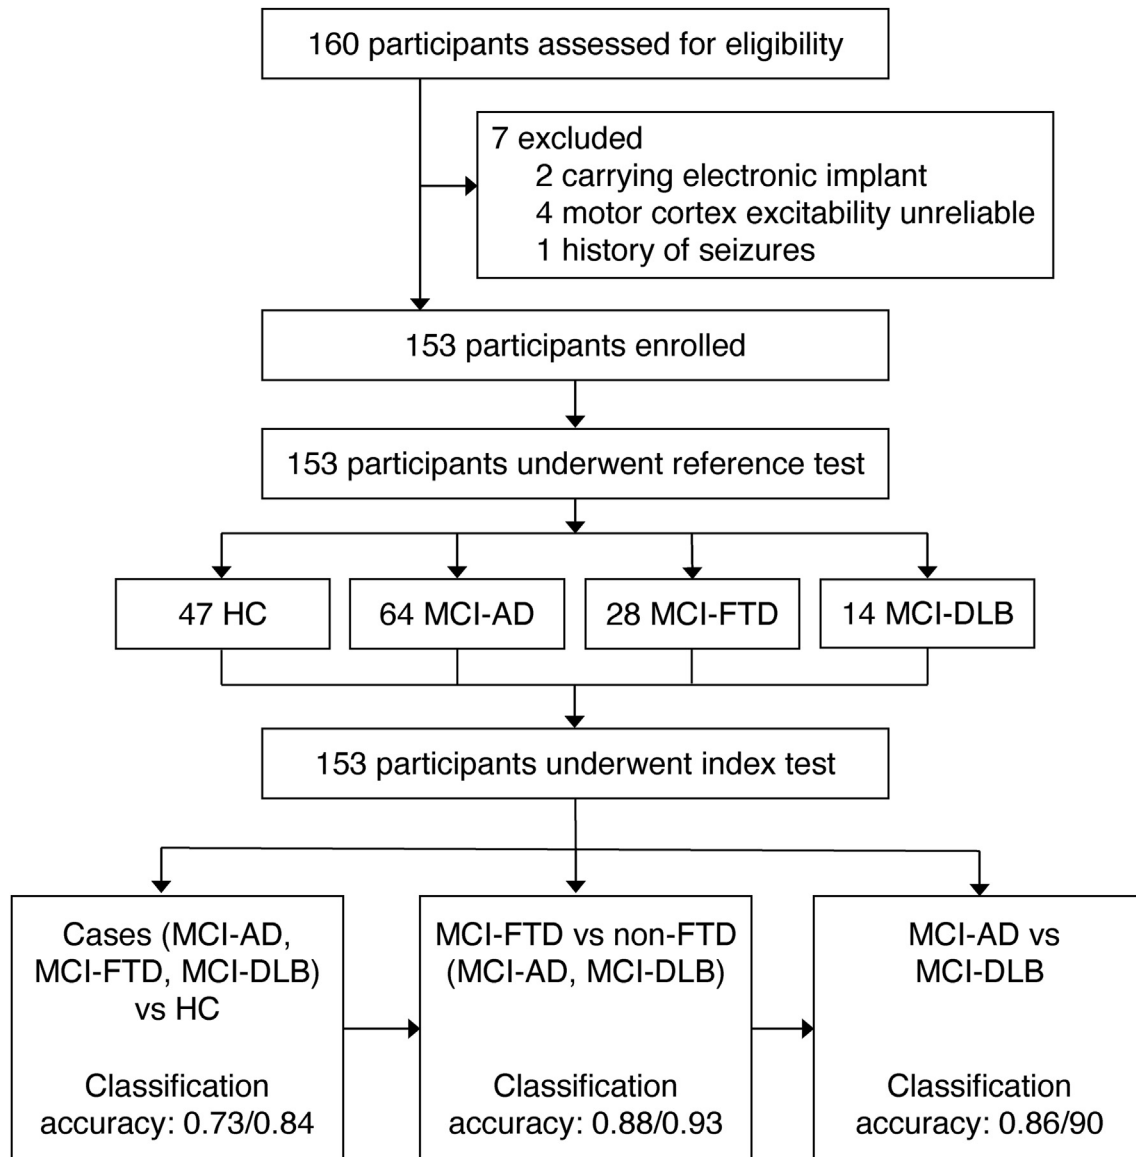 160 participants assessed for eligibility
7 excluded
2 carrying electronic implant
4 motor cortex excitability unreliable
1 history of seizures
153 participants enrolled
153 participants underwent reference test
47 HC
64 MCI-AD
28 MCI-FTD
14 MCI-DLB
153 participants underwent index test
Cases (MCI-AD,
MCI-FTD, MCI-DLB)
vs HC
Classification
accuracy: 0.73/0.84
MCI-FTD vs non-FTD
(MCI-AD, MCI-DLB)
Classification
accuracy: 0.88/0.93
MCI-AD vs
MCI-DLB
Classification
accuracy: 0.86/90